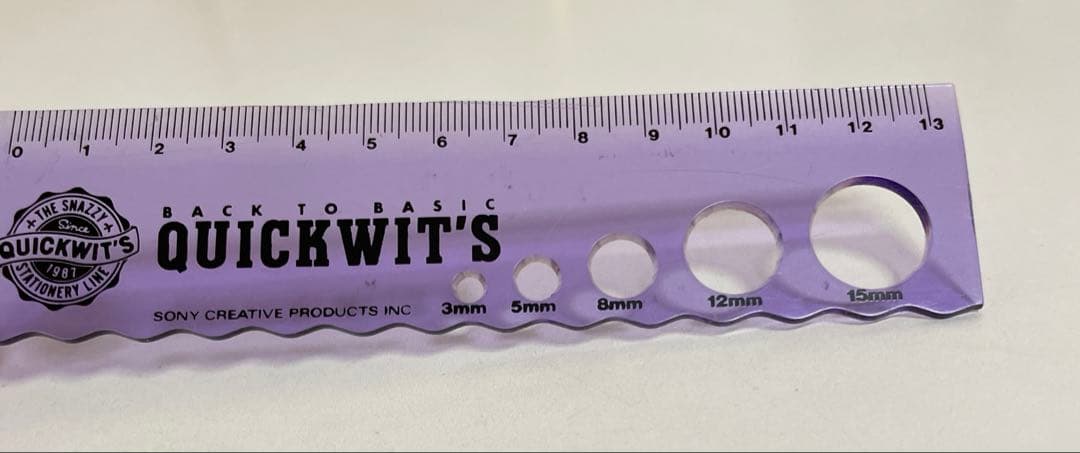 0 1 2 3 4 5 6 7 8 9 10 11 12 13
THE SNAZZY
Since
QUICKWIT'S
1987
STATIONERY LINE
BACK TO BASIC
QUICKWIT'S
SONY CREATIVE PRODUCTS INC
3mm 5mm 8mm 12mm 15mm